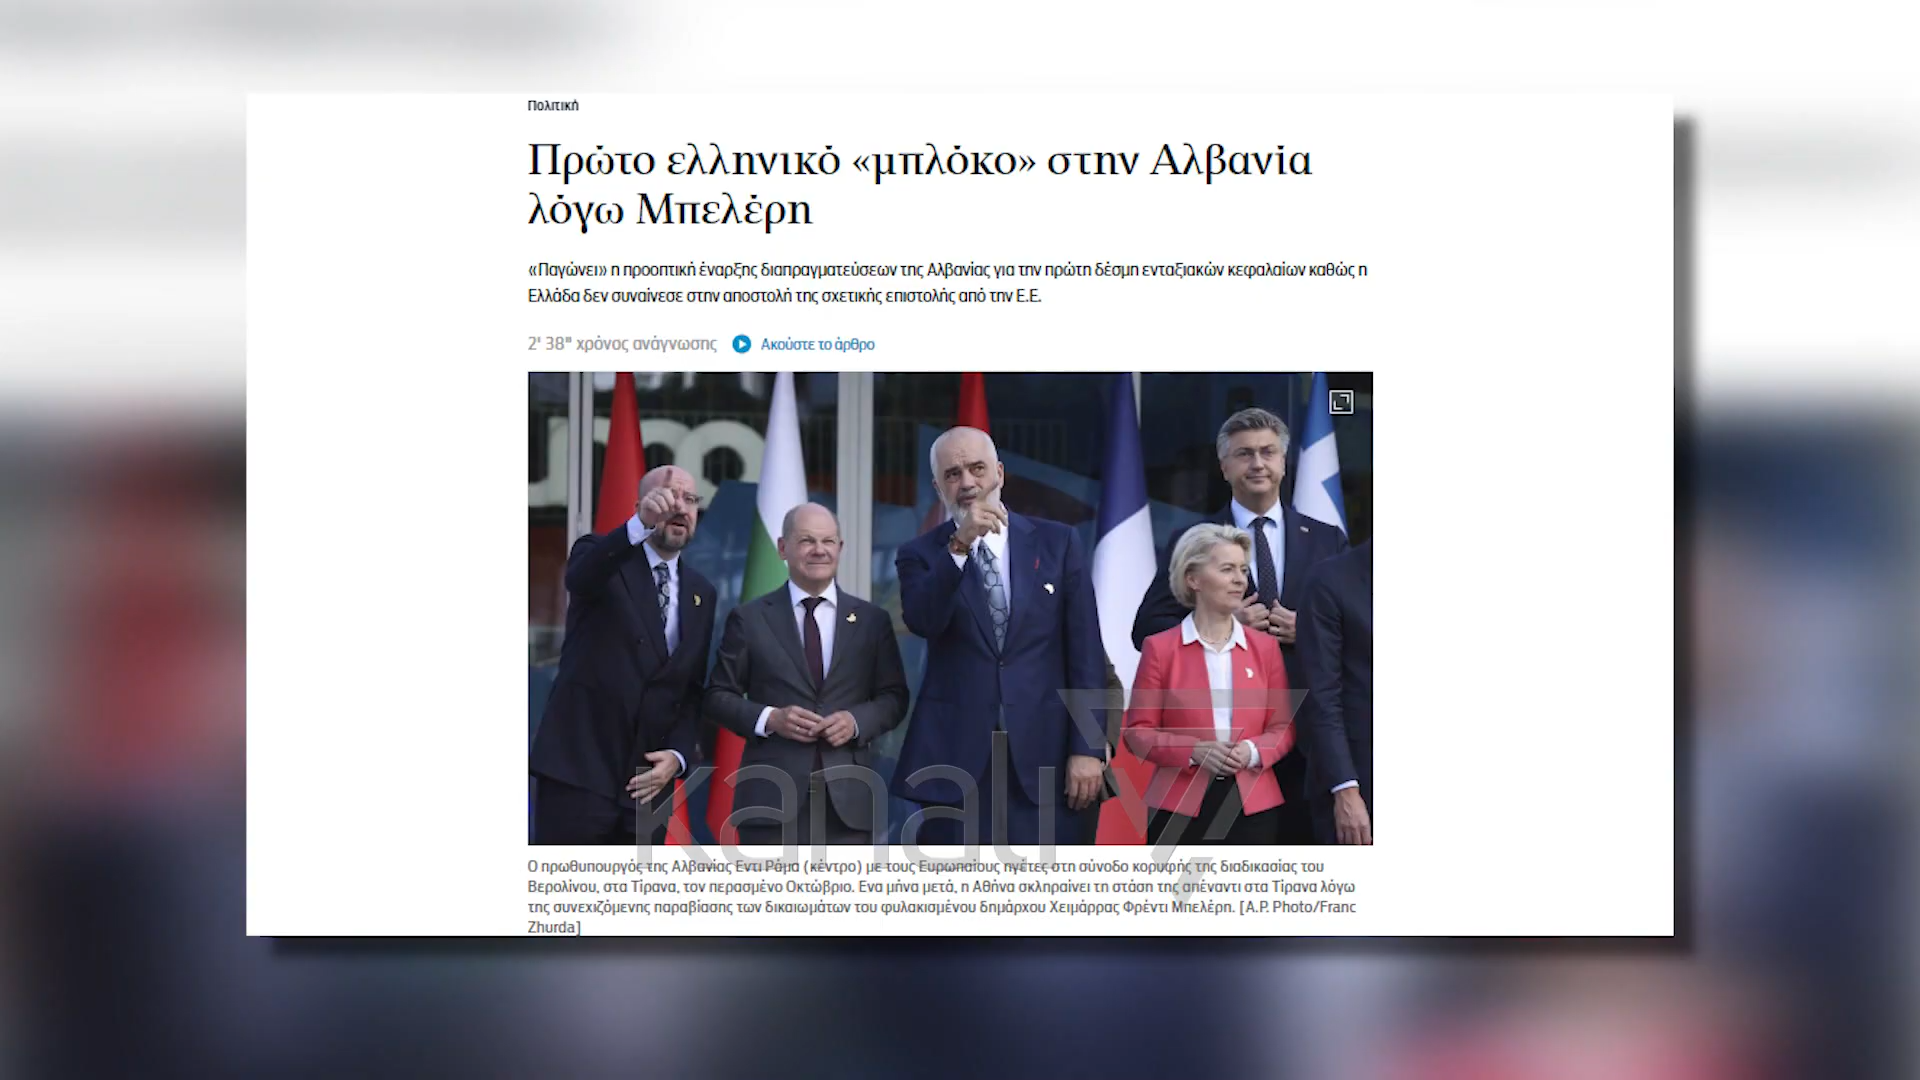 Πολιτική
Πρώτο ελληνικό «μπλόκο» στην Αλβανία
λόγω Μπελέρη
«Παγώνει» η προοπτική έναρξης διαπραγματεύσεων της Αλβανίας για την πρώτη δέσμη ενταξιακών κεφαλαίων καθώς η
Ελλάδα δεν συναίνεσε στην αποστολή της σχετικής επιστολής από την Ε.Ε.
2' 38" χρόνος ανάγνωσης Ακούστε το άρθρο
kanali 7
Ο πρωθυπουργός της Αλβανίας Εντι Ράμα (κέντρο) με τους Ευρωπαίους ηγέτες στη σύνοδο κορυφής της διαδικασίας του
Βερολίνου, στα Τίρανα, τον περασμένο Οκτώβριο. Ενα μήνα μετά, η Αθήνα σκληραίνει τη στάση της απέναντι στα Τίρανα λόγω
της συνεχιζόμενης παραβίασης των δικαιωμάτων του φυλακισμένου δημάρχου Χειμάρρας Φρέντι Μπελέρη. [A.P. Photo/Franc
Zhurda]